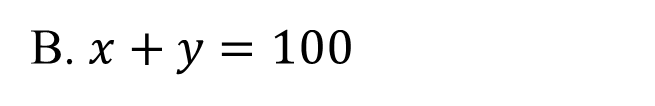 B. x + y = 100